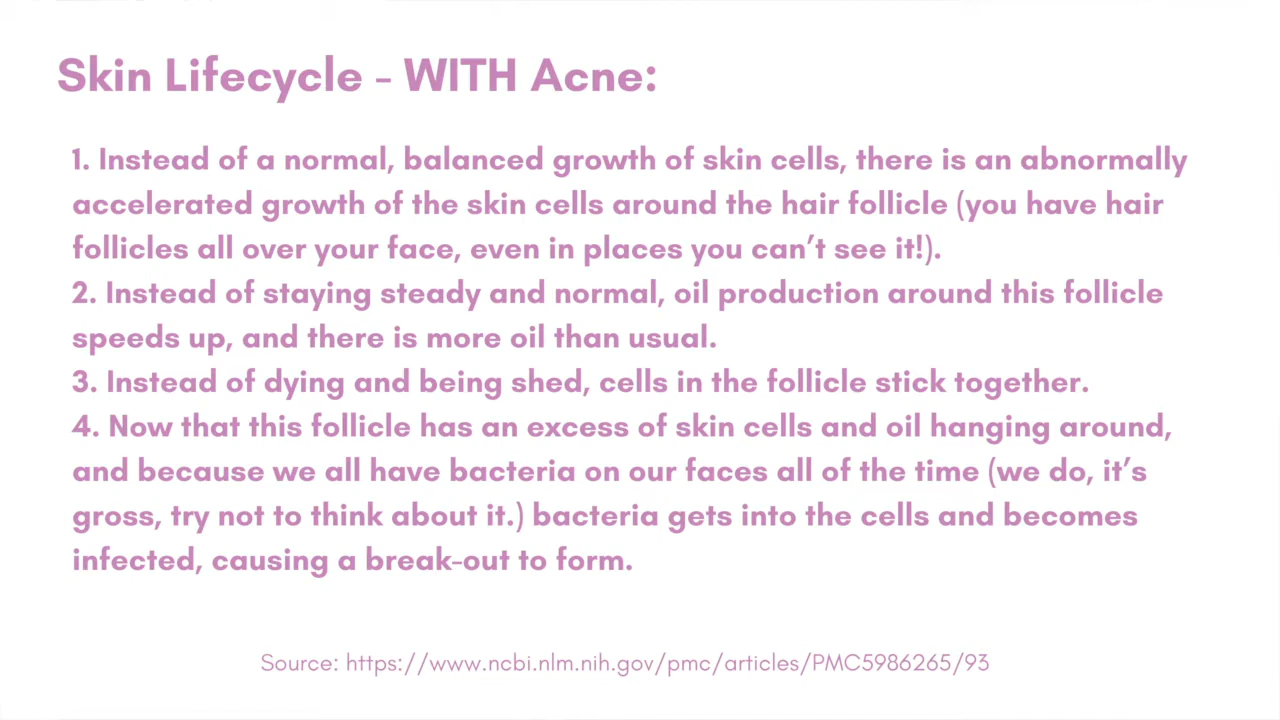 Skin Lifecycle - WITH Acne:
1. Instead of a normal, balanced growth of skin cells, there is an abnormally
accelerated growth of the skin cells around the hair follicle (you have hair
follicles all over your face, even in places you can't see it!).
2. Instead of staying steady and normal, oil production around this follicle
speeds up, and there is more oil than usual.
3. Instead of dying and being shed, cells in the follicle stick together.
4. Now that this follicle has an excess of skin cells and oil hanging around,
and because we all have bacteria on our faces all of the time (we do, it's
gross, try not to think about it.) bacteria gets into the cells and becomes
infected, causing a break-out to form.
Source: https://www.ncbi.nlm.nih.gov/pmc/articles/PMC5986265/93